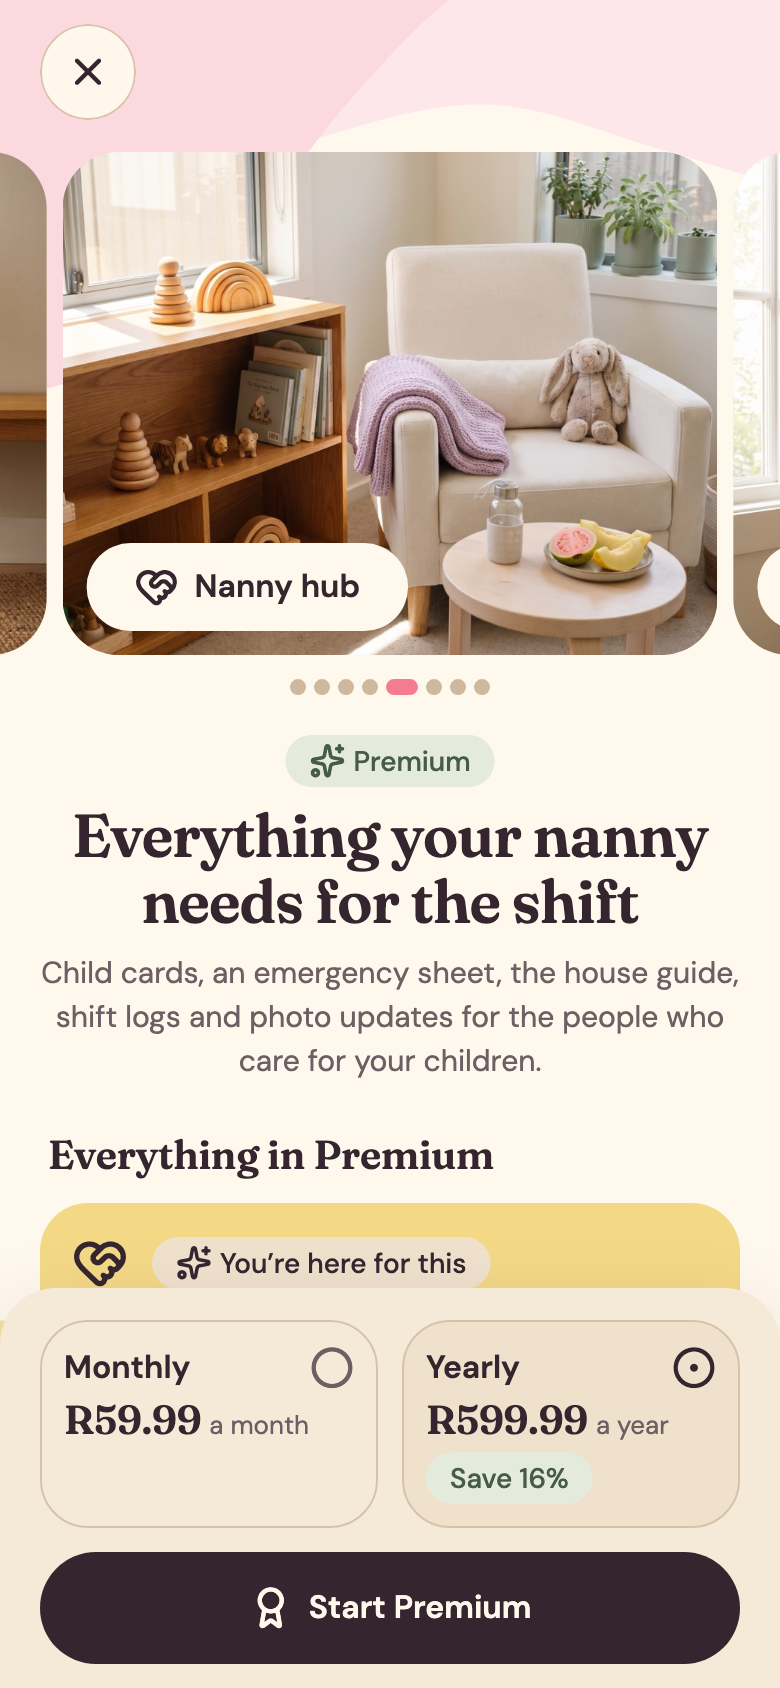 Nanny hub
Premium
Everything your nanny
needs for the shift
Child cards, an emergency sheet, the house guide,
shift logs and photo updates for the people who
care for your children.
Everything in Premium
You’re here for this
Monthly
R59.99 a month
Yearly
R599.99 a year
Save 16%
Start Premium